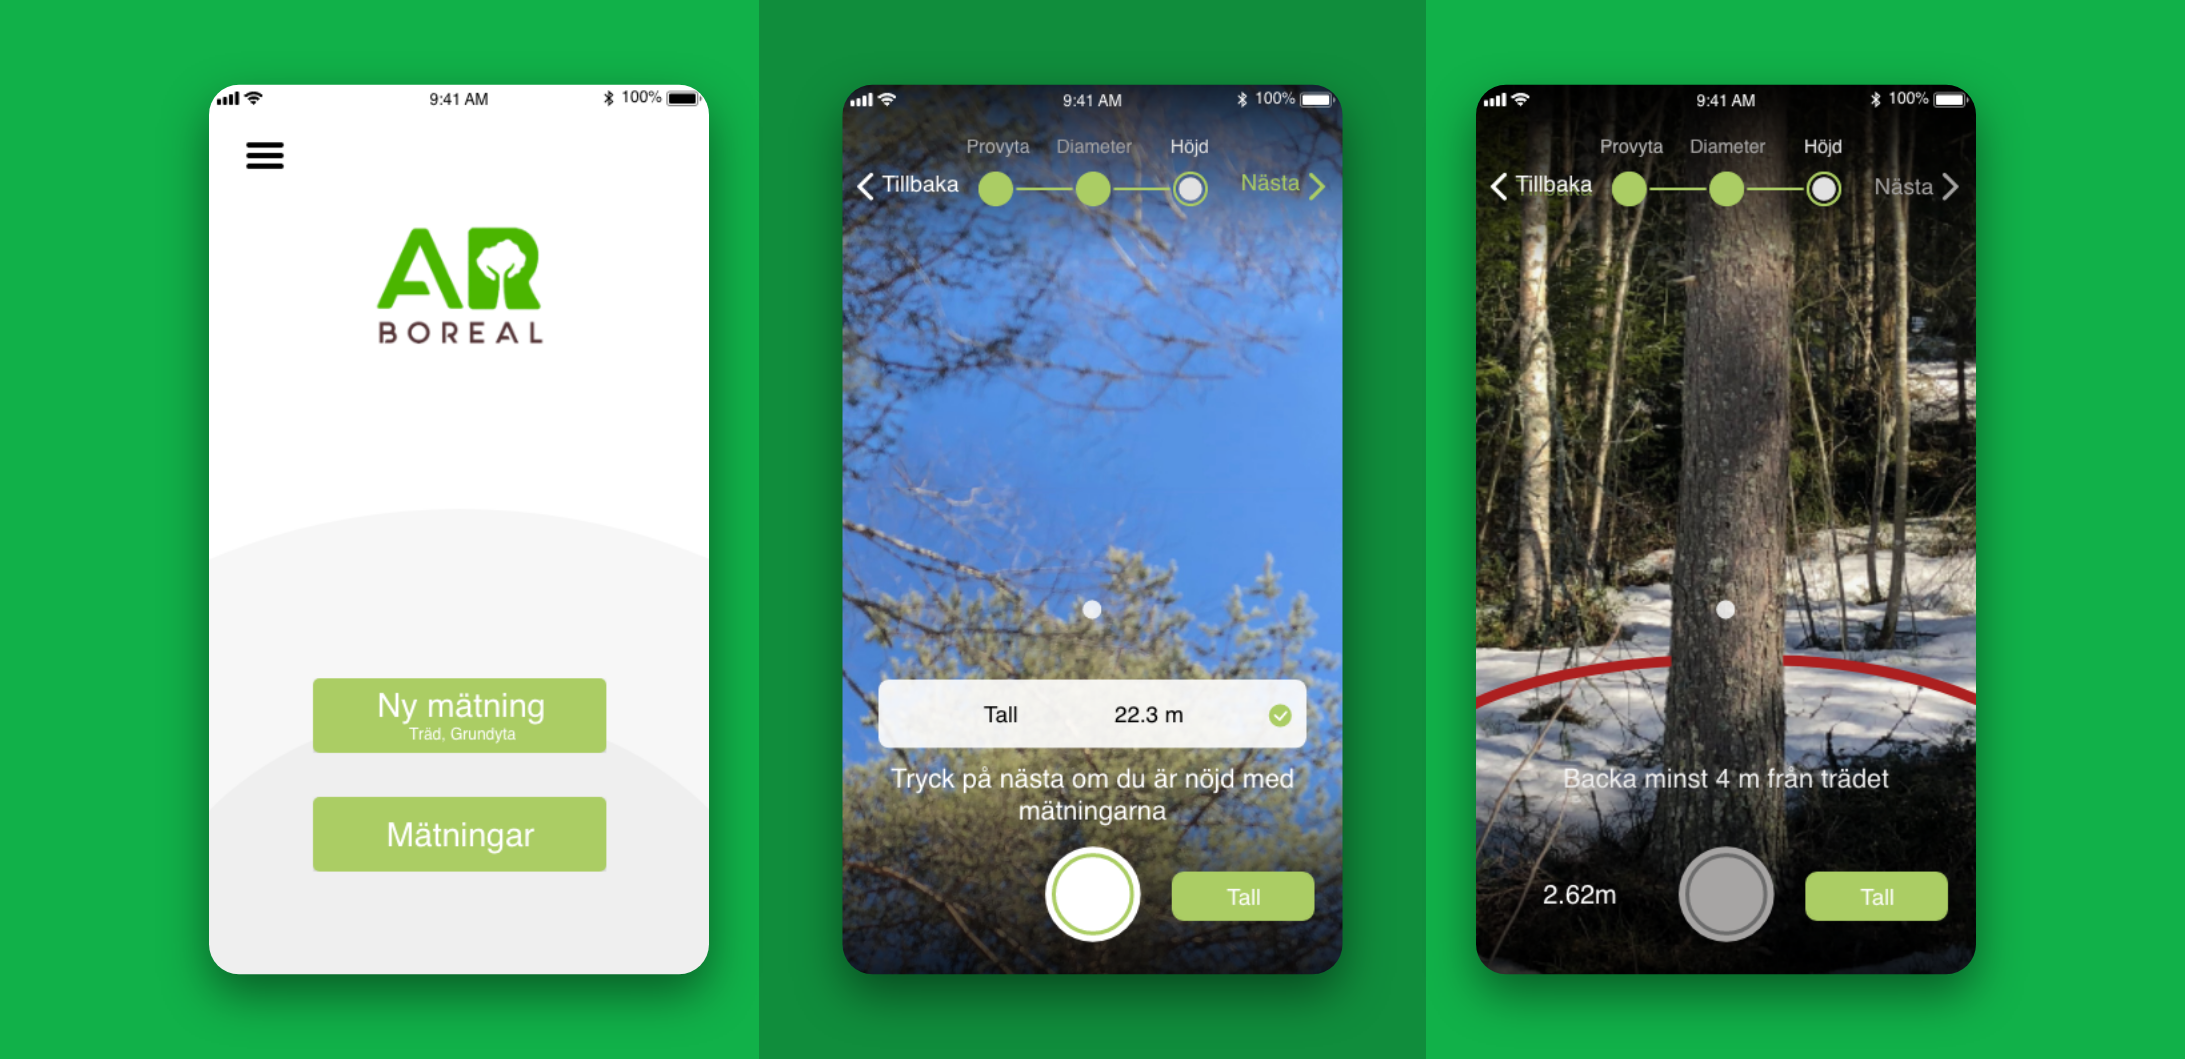 9:41 AM
100%
AR
BOREAL
Ny mätning
Träd, Grundyta
Mätningar
9:41 AM
100%
Provyta Diameter Höjd
Tillbaka
Nästa
Tall 22.3 m
Tryck på nästa om du är nöjd med
mätningarna
Tall
9:41 AM
100%
Provyta Diameter Höjd
Tillbaka
Nästa
Backa minst 4 m från trädet
2.62m
Tall